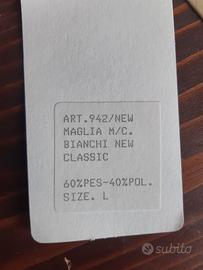 ART.942/NEW
MAGLIA M/C.
BIANCHI NEW
CLASSIC
60%PES-40%POL.
SIZE. L
subito